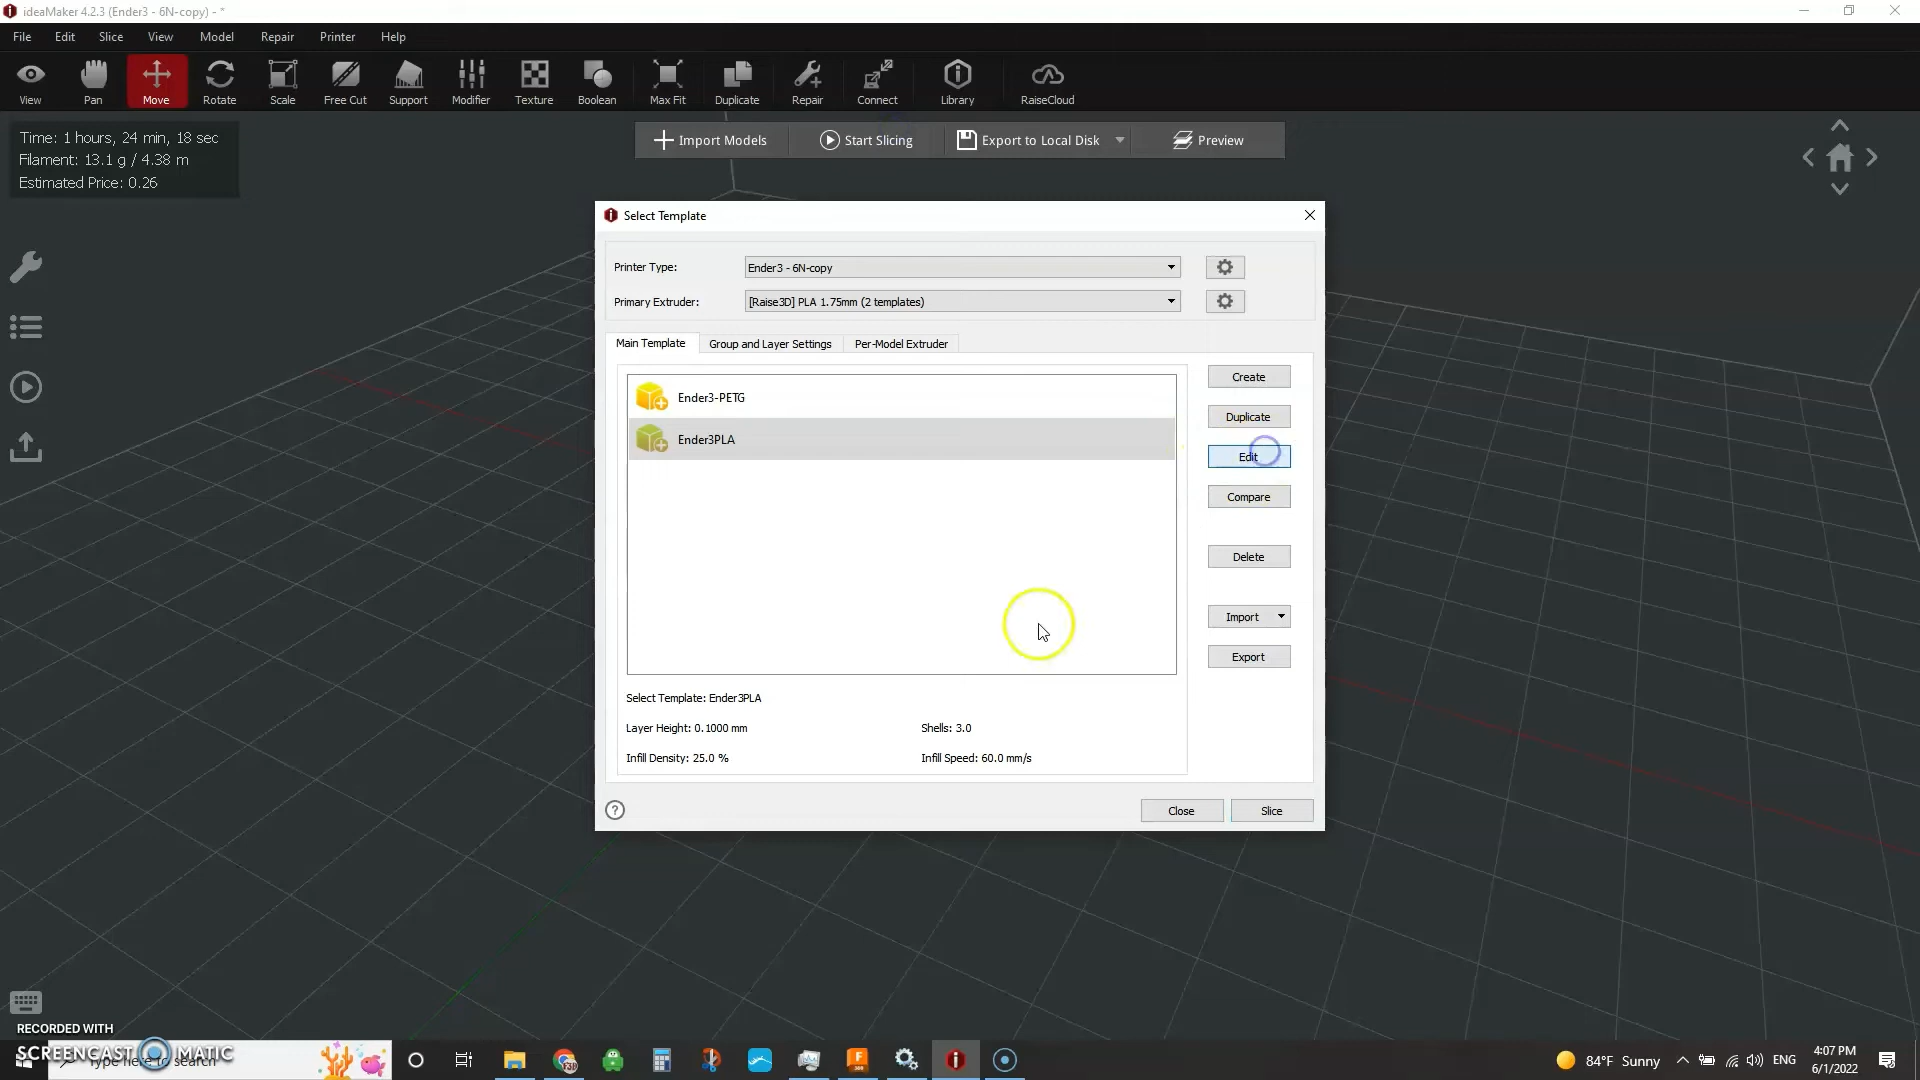 ideaMaker 4.2.3 (Ender3 - 6N-copy) - *
File Edit Slice View Model Repair Printer Help
View Pan Move Rotate Scale Free Cut Support Modifier Texture Boolean Max Fit Duplicate Repair Connect Library RaiseCloud
Time: 1 hours, 24 min, 18 sec
Filament: 13.1 g / 4.38 m
Estimated Price: 0.26
Import Models Start Slicing Export to Local Disk Preview
Select Template
Printer Type: Ender3 - 6N-copy
Primary Extruder: [Raise3D] PLA 1.75mm (2 templates)
Main Template Group and Layer Settings Per-Model Extruder
Ender3-PETG
Ender3PLA
Create
Duplicate
Edit
Compare
Delete
Import
Export
Select Template: Ender3PLA
Layer Height: 0.1000 mm Shells: 3.0
Infill Density: 25.0 % Infill Speed: 60.0 mm/s
? Close Slice
RECORDED WITH
SCREENCAST MATIC
Type here to search
84°F Sunny ENG
4:07 PM
6/1/2022